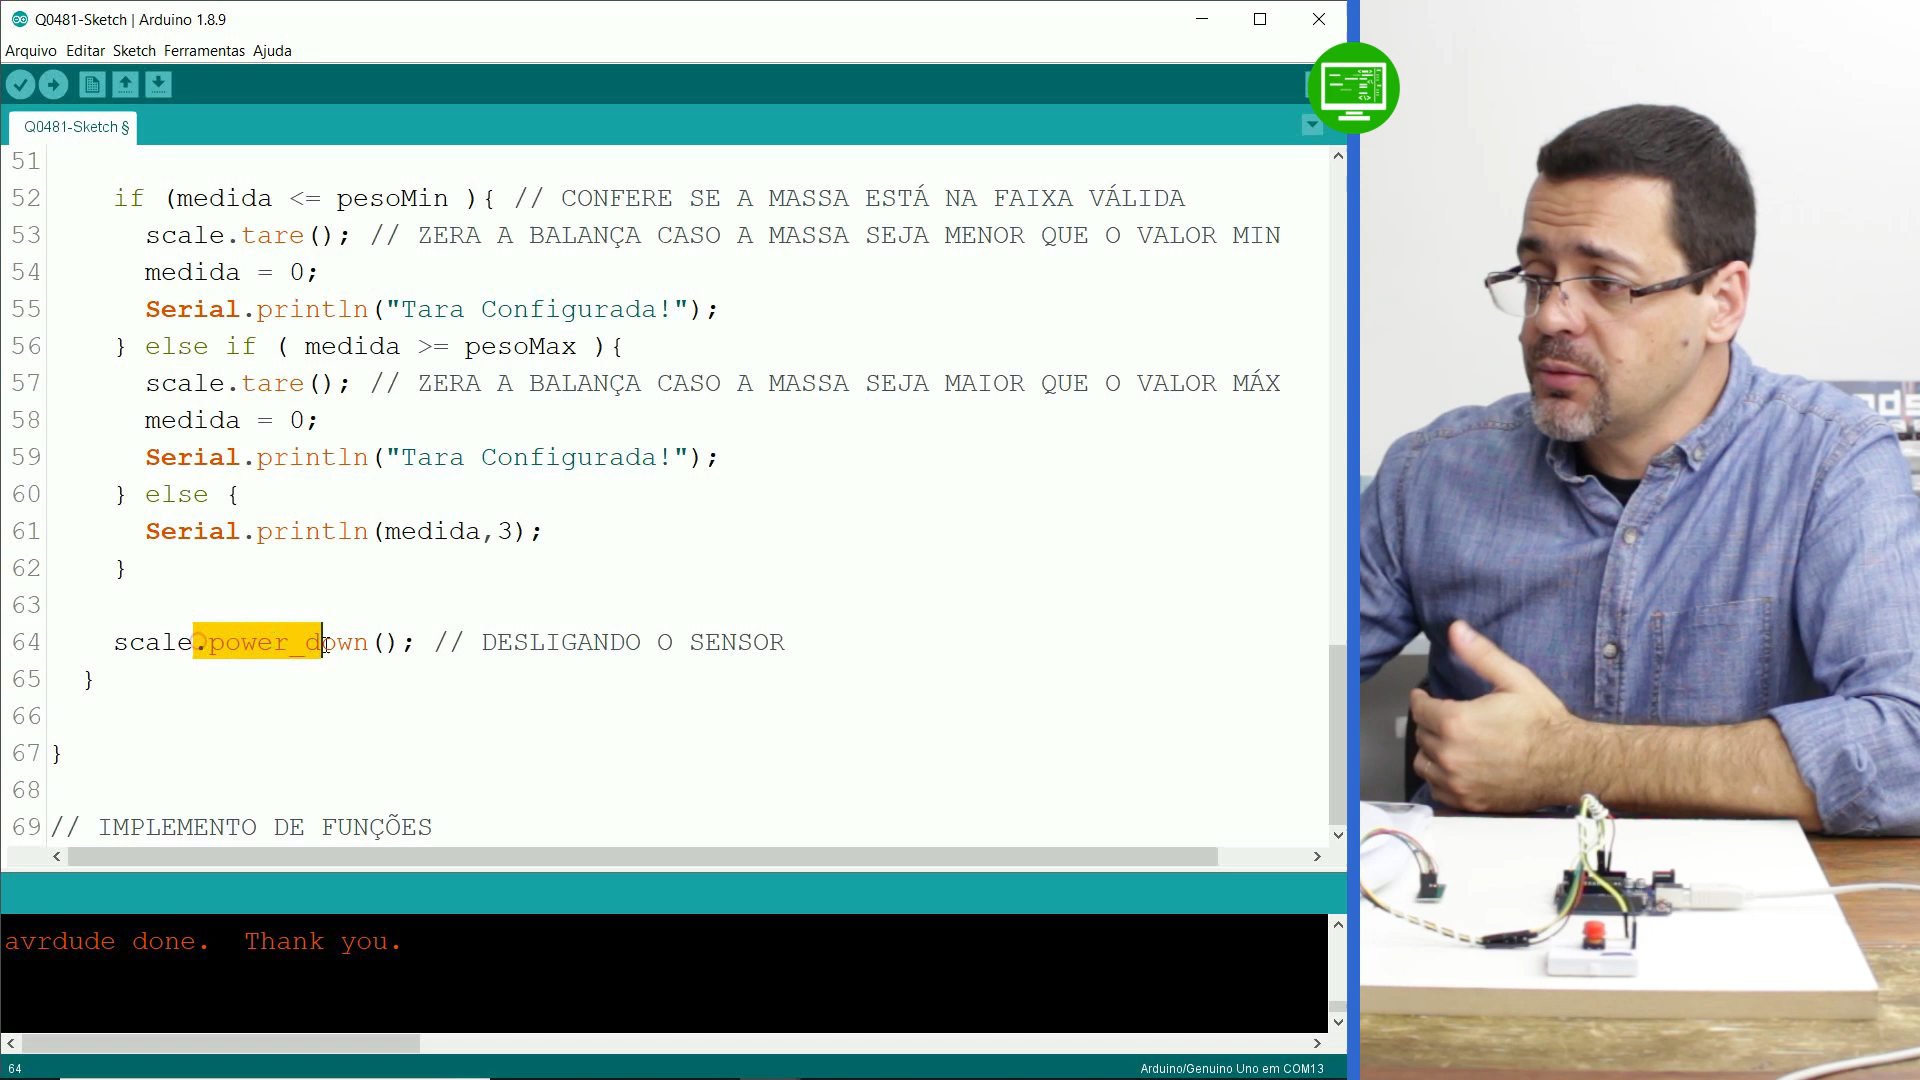 Q0481-Sketch | Arduino 1.8.9
Arquivo Editar Sketch Ferramentas Ajuda
Q0481-Sketch §
51
52 if (medida <= pesoMin ){ // CONFERE SE A MASSA ESTÁ NA FAIXA VÁLIDA
53 scale.tare(); // ZERA A BALANÇA CASO A MASSA SEJA MENOR QUE O VALOR MIN
54 medida = 0;
55 Serial.println("Tara Configurada!");
56 } else if ( medida >= pesoMax ){
57 scale.tare(); // ZERA A BALANÇA CASO A MASSA SEJA MAIOR QUE O VALOR MÁX
58 medida = 0;
59 Serial.println("Tara Configurada!");
60 } else {
61 Serial.println(medida,3);
62 }
63
64 scale.power_down(); // DESLIGANDO O SENSOR
65 }
66
67 }
68
69 // IMPLEMENTO DE FUNÇÕES
avrdude done. Thank you.
64
Arduino/Genuino Uno em COM13